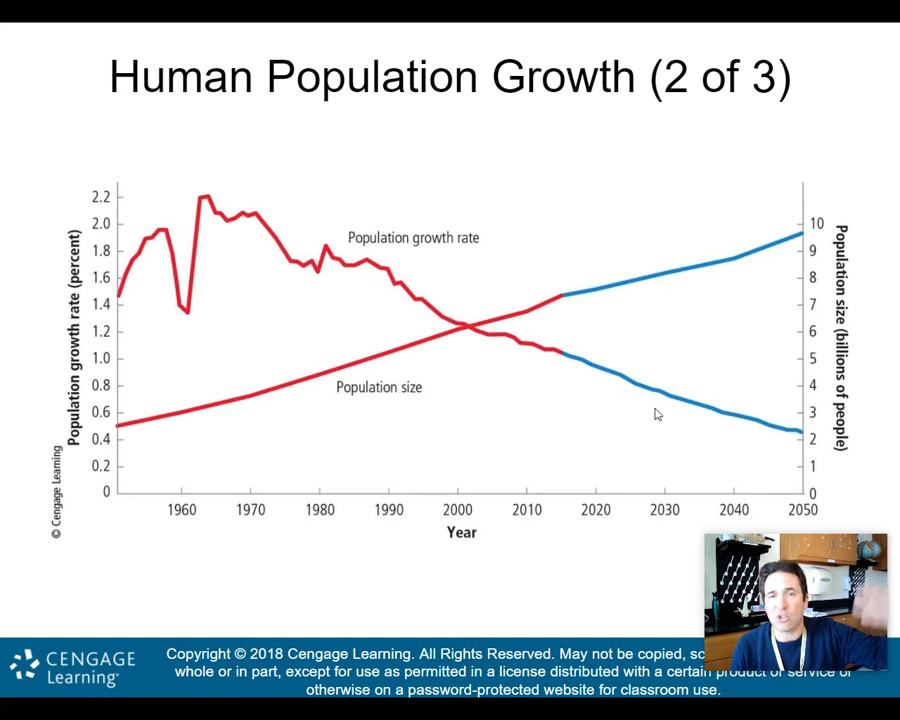 Human Population Growth (2 of 3)
Population growth rate (percent)
2.2
2.0
1.8
1.6
1.4
1.2
1.0
0.8
0.6
0.4
0.2
0
Population growth rate
Population size
10
9
8
7
6
5
4
3
2
1
0
Population size (billions of people)
1960 1970 1980 1990 2000 2010 2020 2030 2040 2050
Year
© Cengage Learning
CENGAGE
Learning™
Copyright © 2018 Cengage Learning. All Rights Reserved. May not be copied,
whole or in part, except for use as permitted in a license distributed with a certain product or service or
otherwise on a password-protected website for classroom use.